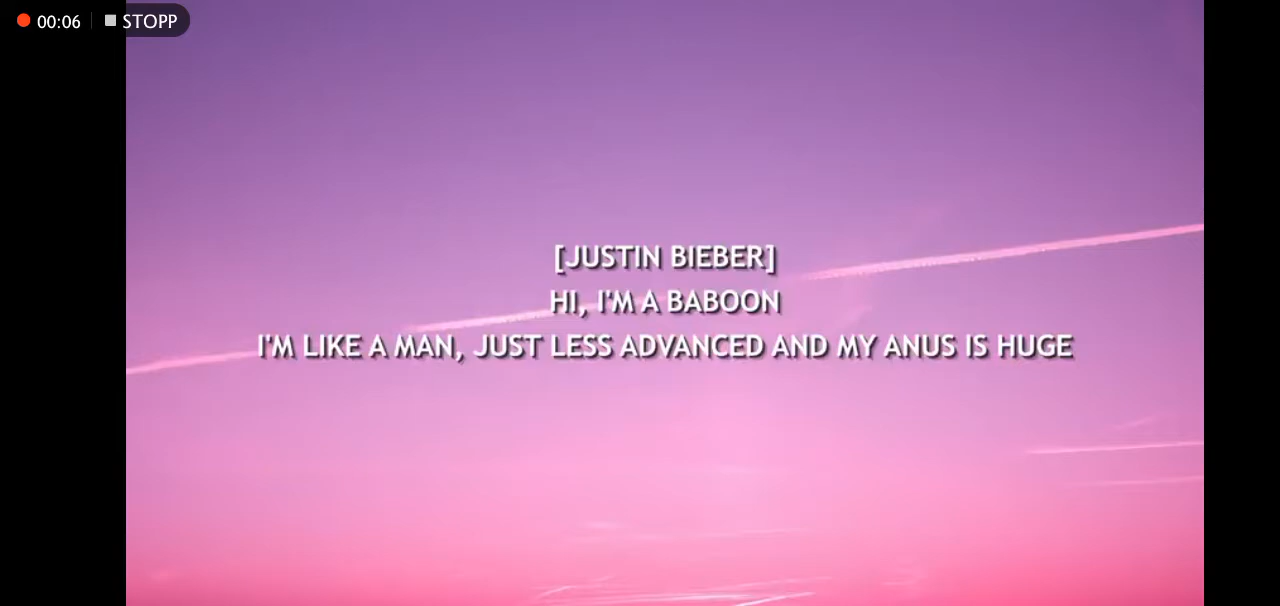 00:06 STOPP
[JUSTIN BIEBER]
HI, I'M A BABOON
I'M LIKE A MAN, JUST LESS ADVANCED AND MY ANUS IS HUGE